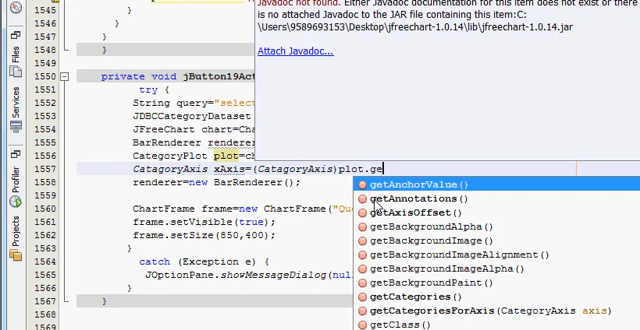 Javadoc not found. Either Javadoc documentation for this item does not exist or there
is no attached Javadoc to the JAR file containing this item:C:
\Users\9589693153\Desktop\jfreechart-1.0.14\lib\jfreechart-1.0.14.jar
Attach Javadoc...
Files
Services
Profiler
Projects
1545 }
1546 }
1547 }
1548 }
1549
1550 private void jButton19Act
1551 try {
1552 String query="select
1553 JDBCCategoryDataset
1554 JFreeChart chart=Cha
1555 BarRenderer renderer
1556 CategoryPlot plot=ch
1557 CatagoryAxis xAxis=(CatagoryAxis)plot.ge
1558 renderer=new BarRenderer();
1559
1560 ChartFrame frame=new ChartFrame("Qu
1561 frame.setVisible(true);
1562 frame.setSize(850,400);
1563 }
1564 catch (Exception e) {
1565 JOptionPane.showMessageDialog(null
1566 }
1567 }
getAnchorValue()
getAnnotations()
getAxisOffset()
getBackgroundAlpha()
getBackgroundImage()
getBackgroundImageAlignment()
getBackgroundImageAlpha()
getBackgroundPaint()
getCategories()
getCategoriesForAxis(CategoryAxis axis)
getClass()